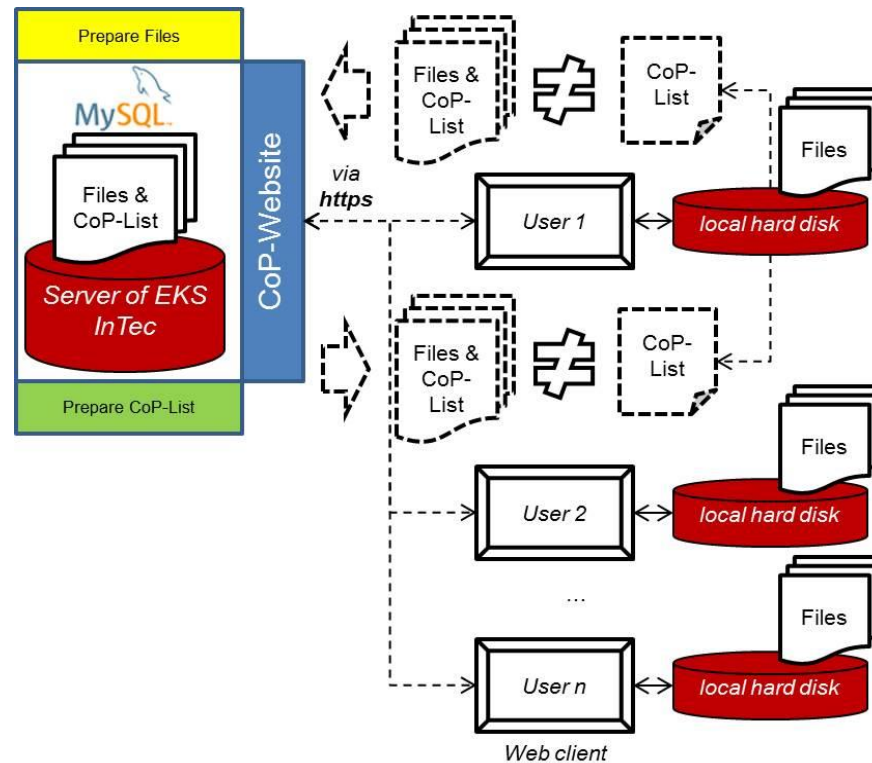 Prepare Files
MySQL™
Files &
CoP-List
Server of EKS
InTec
Prepare CoP-List
CoP-Website
via
https
Files &
CoP-
List
≠
CoP-
List
Files
User 1
local hard disk
Files &
CoP-
List
≠
CoP-
List
Files
User 2
local hard disk
...
Files
User n
local hard disk
Web client